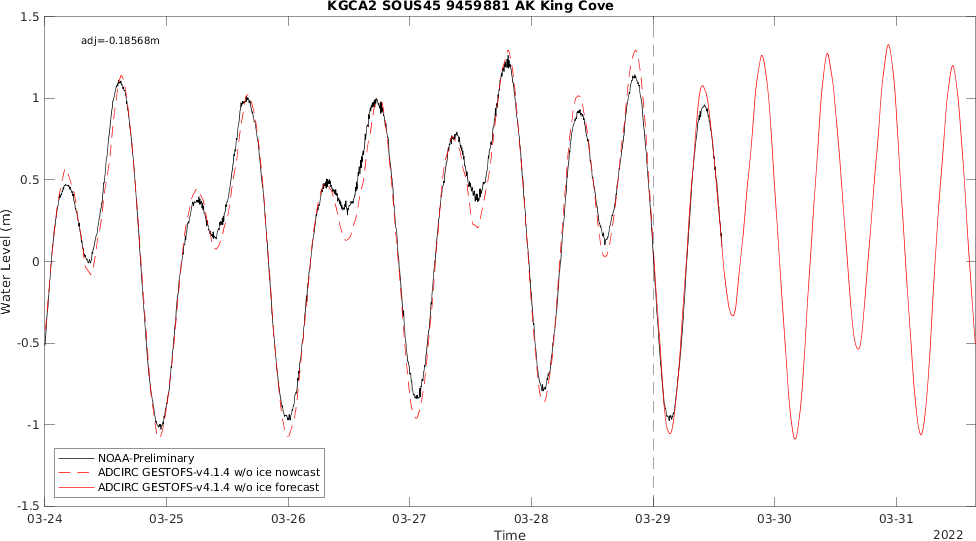 KGCA2 SOUS45 9459881 AK King Cove
adj=-0.18568m
Water Level (m)
1.5
1
0.5
0
-0.5
-1
-1.5
NOAA-Preliminary
ADCIRC GESTOFS-v4.1.4 w/o ice nowcast
ADCIRC GESTOFS-v4.1.4 w/o ice forecast
03-24 03-25 03-26 03-27 03-28 03-29 03-30 03-31
Time
2022